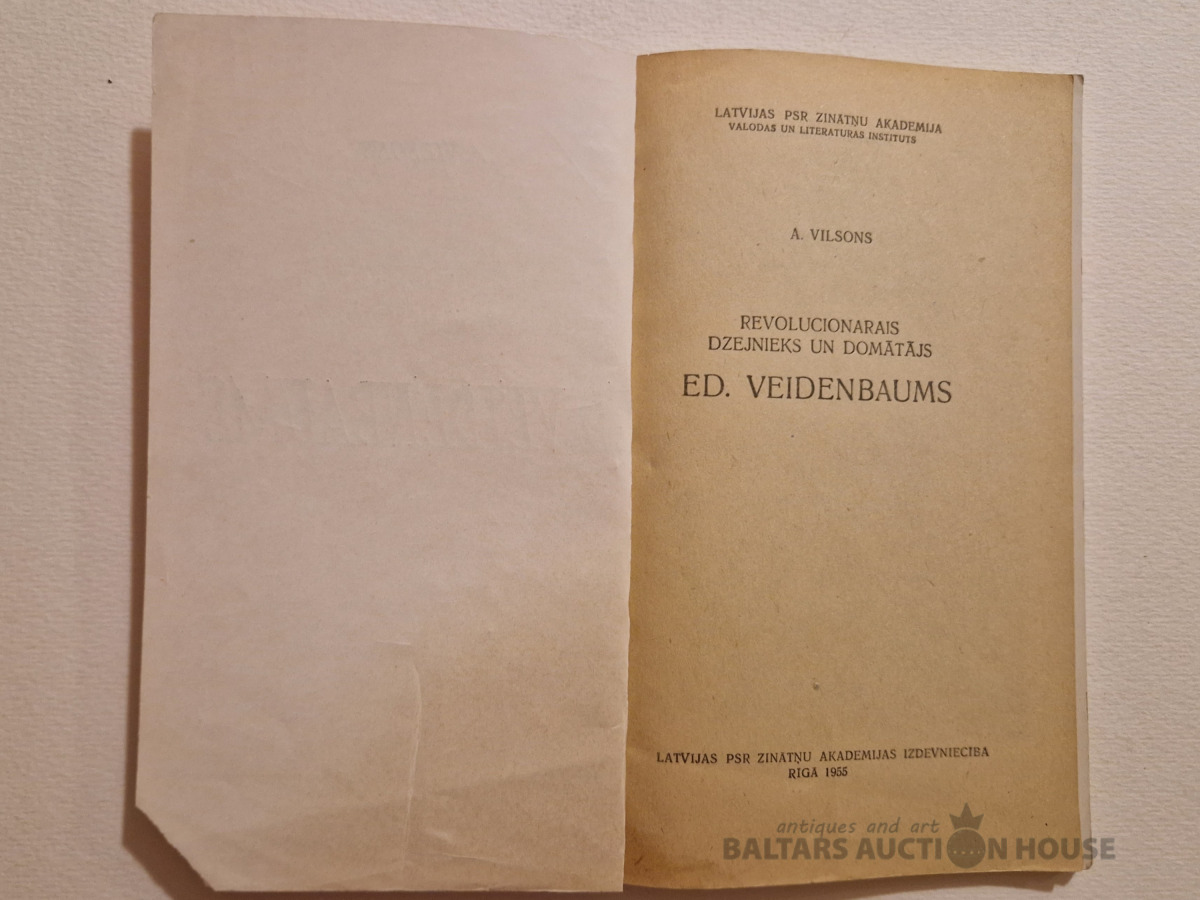 LATVIJAS PSR ZINĀTŅU AKADEMIJA
VALODAS UN LITERATURAS INSTITUTS
A. VILSONS
REVOLUCIONARAIS
DZEJNIEKS UN DOMĀTĀJS
ED. VEIDENBAUMS
LATVIJAS PSR ZINĀTŅU AKADEMIJAS IZDEVNIECĪBA
RĪGĀ 1955
antiques and art
BALTARS AUCTION HOUSE